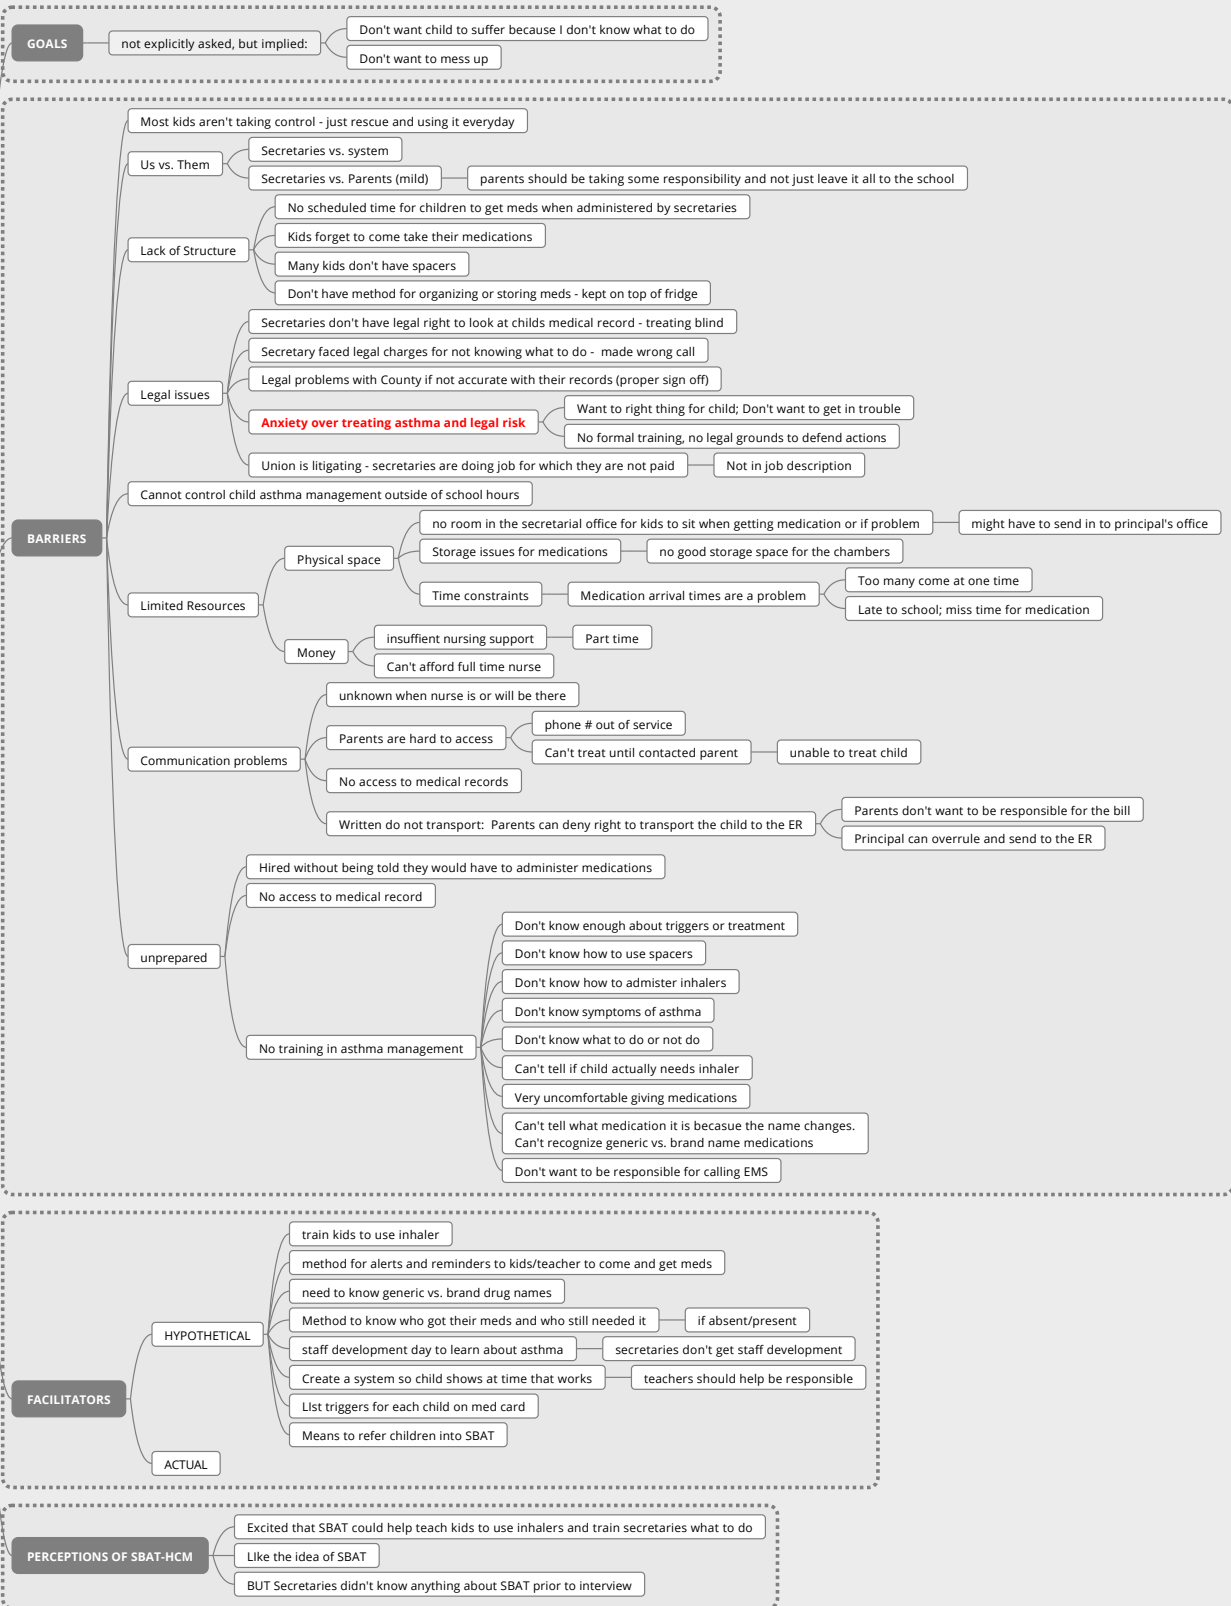 GOALS
not explicitly asked, but implied:
Don't want child to suffer because I don't know what to do
Don't want to mess up
BARRIERS
Most kids aren't taking control - just rescue and using it everyday
Us vs. Them
Secretaries vs. system
Secretaries vs. Parents (mild)
parents should be taking some responsibility and not just leave it all to the school
Lack of Structure
No scheduled time for children to get meds when administered by secretaries
Kids forget to come take their medications
Many kids don't have spacers
Don't have method for organizing or storing meds - kept on top of fridge
Legal issues
Secretaries don't have legal right to look at childs medical record - treating blind
Secretary faced legal charges for not knowing what to do -  made wrong call
Legal problems with County if not accurate with their records (proper sign off)
Anxiety over treating asthma and legal risk
Want to right thing for child; Don't want to get in trouble
No formal training, no legal grounds to defend actions
Union is litigating - secretaries are doing job for which they are not paid
Not in job description
Cannot control child asthma management outside of school hours
Limited Resources
Physical space
no room in the secretarial office for kids to sit when getting medication or if problem
might have to send in to principal's office
Storage issues for medications
no good storage space for the chambers
Time constraints
Medication arrival times are a problem
Too many come at one time
Late to school; miss time for medication
Money
insuffient nursing support
Part time
Can't afford full time nurse
Communication problems
unknown when nurse is or will be there
Parents are hard to access
phone # out of service
Can't treat until contacted parent
unable to treat child
No access to medical records
Written do not transport:  Parents can deny right to transport the child to the ER
Parents don't want to be responsible for the bill
Principal can overrule and send to the ER
unprepared
Hired without being told they would have to administer medications
No access to medical record
No training in asthma management
Don't know enough about triggers or treatment
Don't know how to use spacers
Don't know how to admister inhalers
Don't know symptoms of asthma
Don't know what to do or not do
Can't tell if child actually needs inhaler
Very uncomfortable giving medications
Can't tell what medication it is becasue the name changes.
Can't recognize generic vs. brand name medications
Don't want to be responsible for calling EMS
FACILITATORS
HYPOTHETICAL
train kids to use inhaler
method for alerts and reminders to kids/teacher to come and get meds
need to know generic vs. brand drug names
Method to know who got their meds and who still needed it
if absent/present
staff development day to learn about asthma
secretaries don't get staff development
Create a system so child shows at time that works
teachers should help be responsible
LIst triggers for each child on med card
Means to refer children into SBAT
ACTUAL
PERCEPTIONS OF SBAT-HCM
Excited that SBAT could help teach kids to use inhalers and train secretaries what to do
LIke the idea of SBAT
BUT Secretaries didn't know anything about SBAT prior to interview